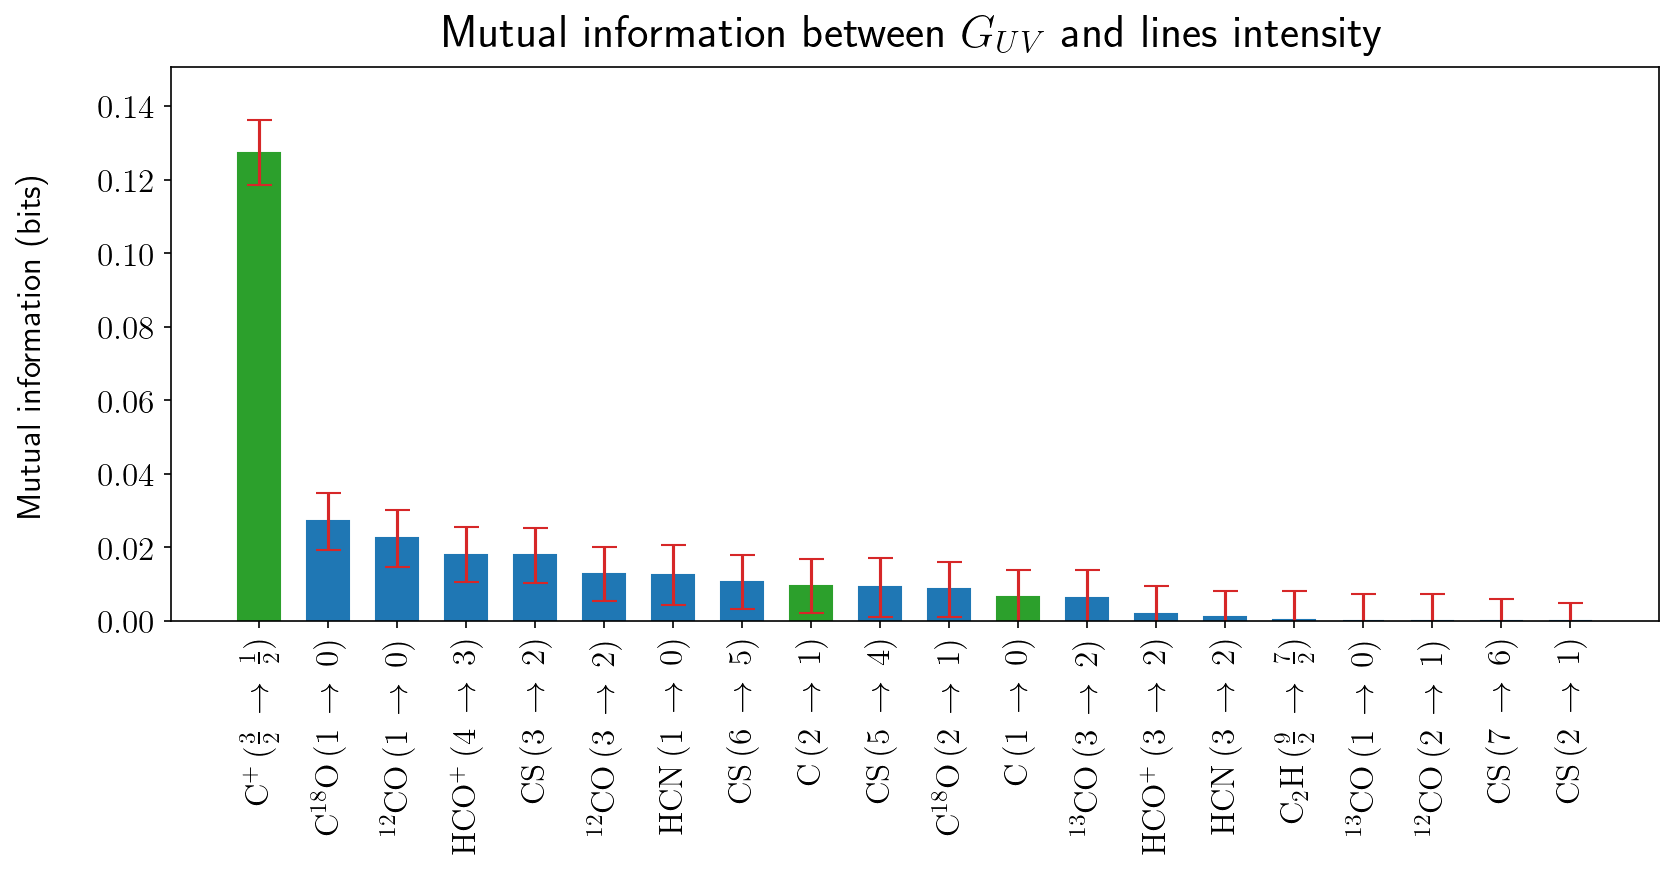 Mutual information between G_{UV} and lines intensity
Mutual information (bits)
0.14
0.12
0.10
0.08
0.06
0.04
0.02
0.00
C⁺ (3/2 → 1/2)
C¹⁸O (1 → 0)
¹²CO (1 → 0)
HCO⁺ (4 → 3)
CS (3 → 2)
¹²CO (3 → 2)
HCN (1 → 0)
CS (6 → 5)
C (2 → 1)
CS (5 → 4)
C¹⁸O (2 → 1)
C (1 → 0)
¹³CO (3 → 2)
HCO⁺ (3 → 2)
HCN (3 → 2)
C₂H (9/2 → 7/2)
¹³CO (1 → 0)
¹²CO (2 → 1)
CS (7 → 6)
CS (2 → 1)